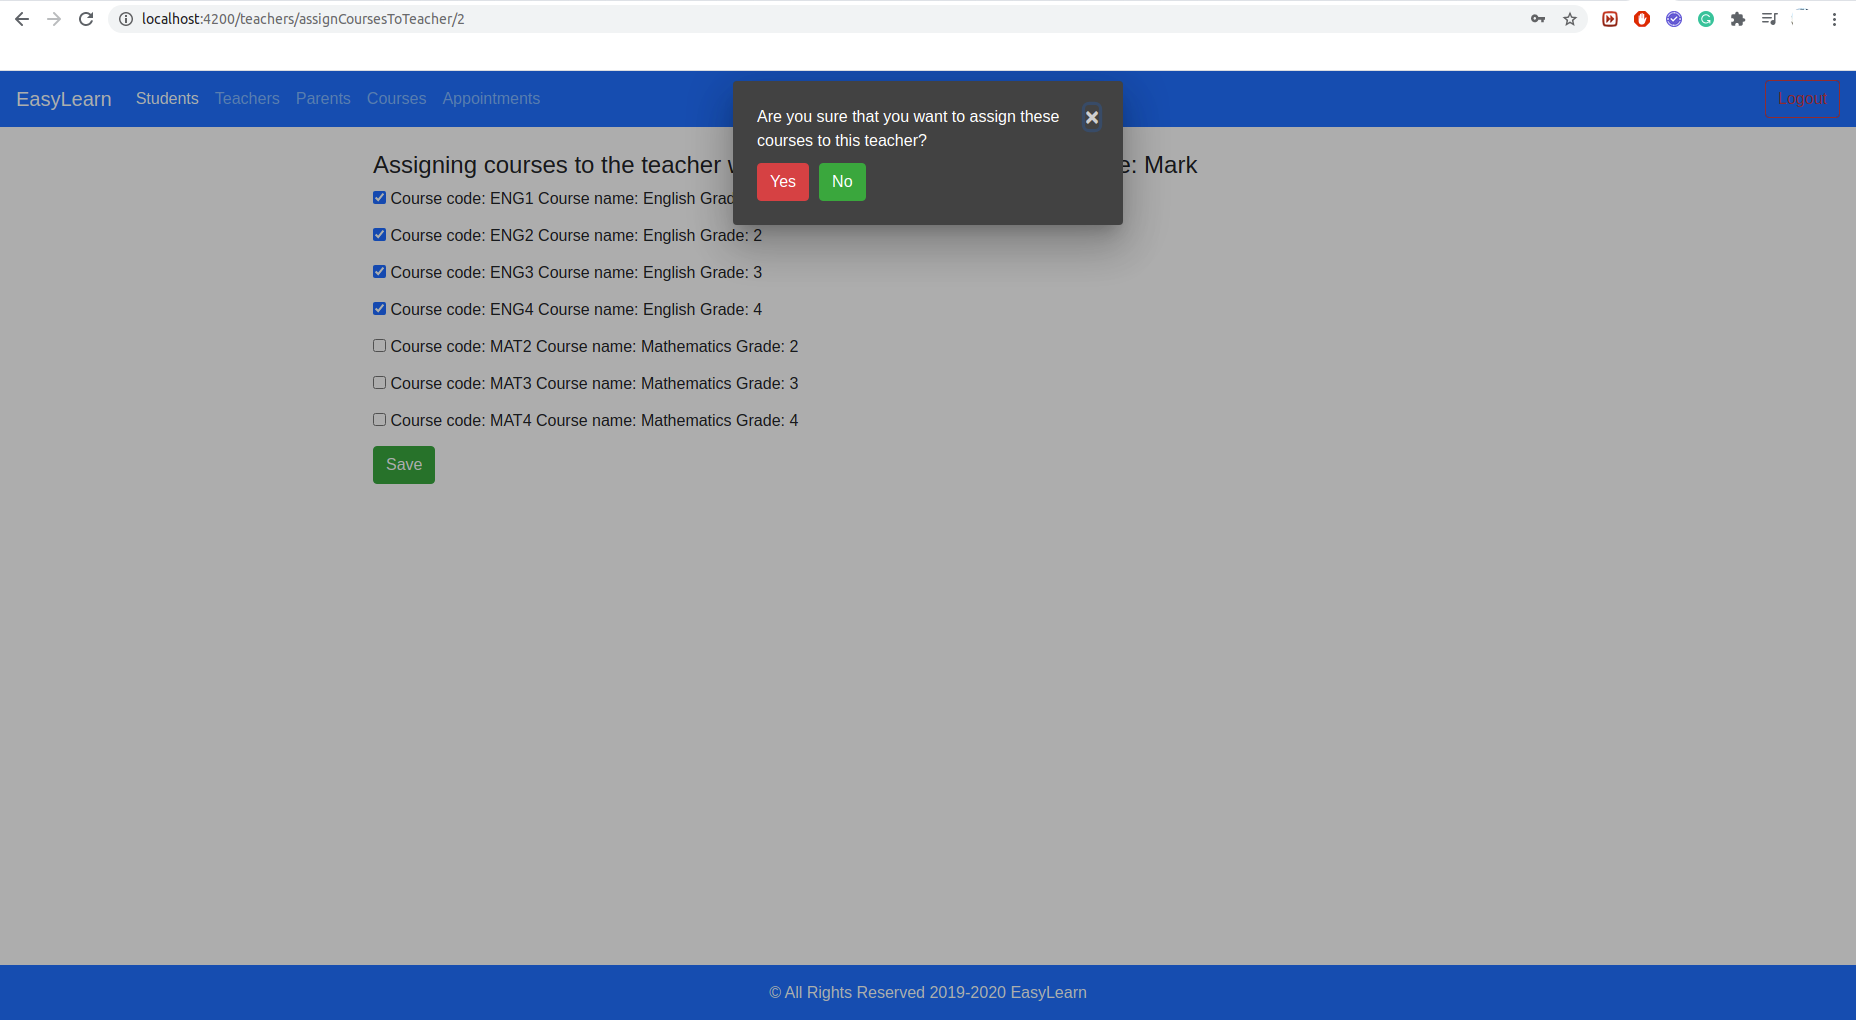 localhost:4200/teachers/assignCoursesToTeacher/2
EasyLearn Students Teachers Parents Courses Appointments Logout
Are you sure that you want to assign these
courses to this teacher?
×
Yes No
Assigning courses to the teacher : Mark
Course code: ENG1 Course name: English
Course code: ENG2 Course name: English Grade: 2
Course code: ENG3 Course name: English Grade: 3
Course code: ENG4 Course name: English Grade: 4
Course code: MAT2 Course name: Mathematics Grade: 2
Course code: MAT3 Course name: Mathematics Grade: 3
Course code: MAT4 Course name: Mathematics Grade: 4
Save
© All Rights Reserved 2019-2020 EasyLearn